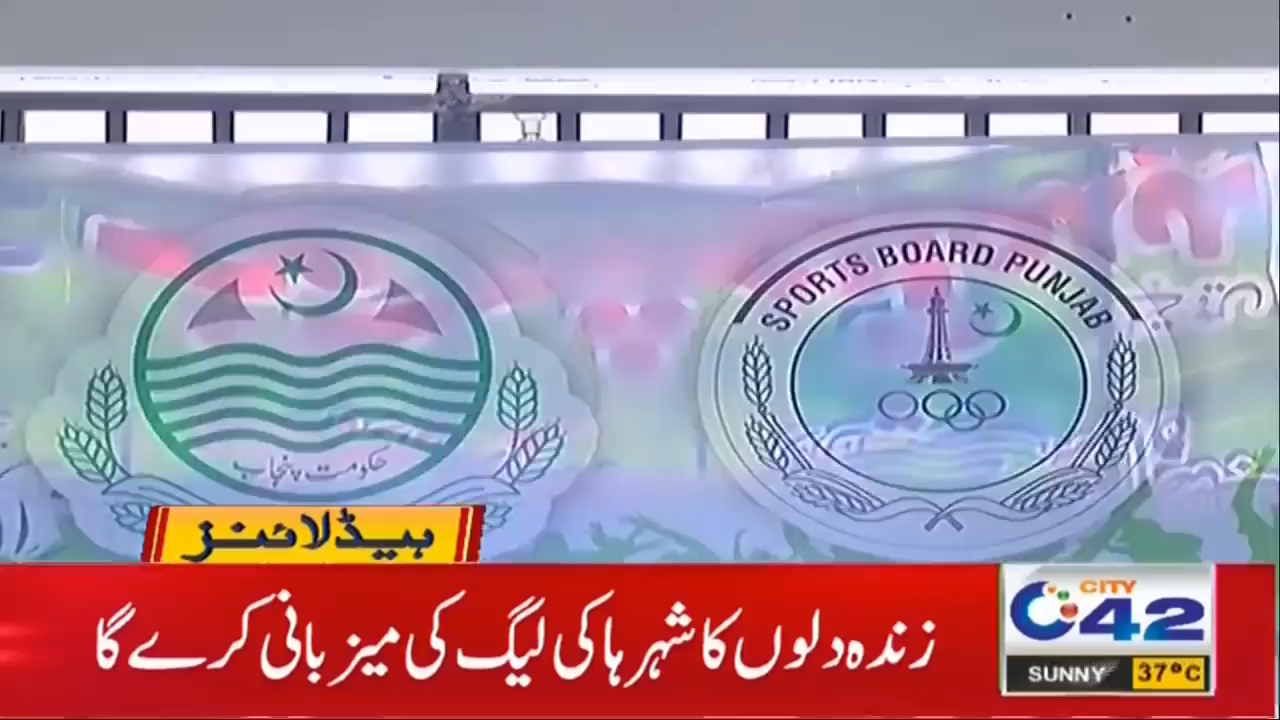 SPORTS BOARD PUNJAB
حکومت پنجاب
ہیڈلائنز
زندہ دلوں کا شہر ہاکی لیگ کی میزبانی کرے گا
CITY
42
SUNNY 37°C